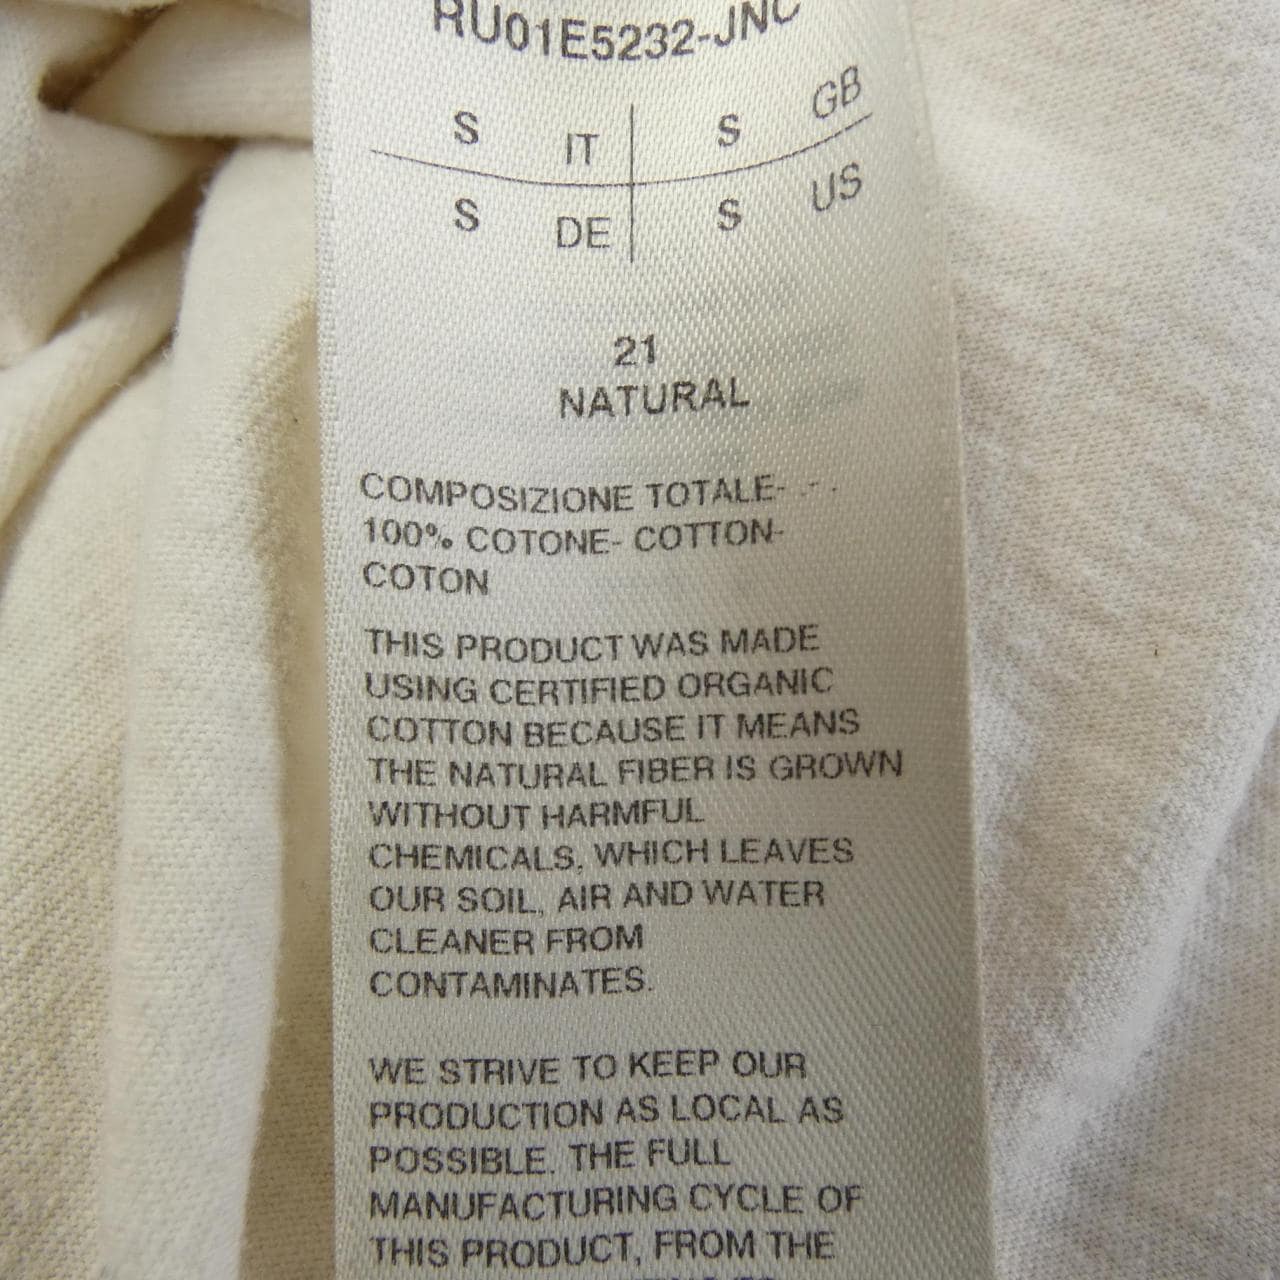 RU01E5232-JNC
S IT S GB
S DE S US
21
NATURAL
COMPOSIZIONE TOTALE-
100% COTONE- COTTON-
COTON
THIS PRODUCT WAS MADE
USING CERTIFIED ORGANIC
COTTON BECAUSE IT MEANS
THE NATURAL FIBER IS GROWN
WITHOUT HARMFUL
CHEMICALS, WHICH LEAVES
OUR SOIL, AIR AND WATER
CLEANER FROM
CONTAMINATES.
WE STRIVE TO KEEP OUR
PRODUCTION AS LOCAL AS
POSSIBLE. THE FULL
MANUFACTURING CYCLE OF
THIS PRODUCT, FROM THE